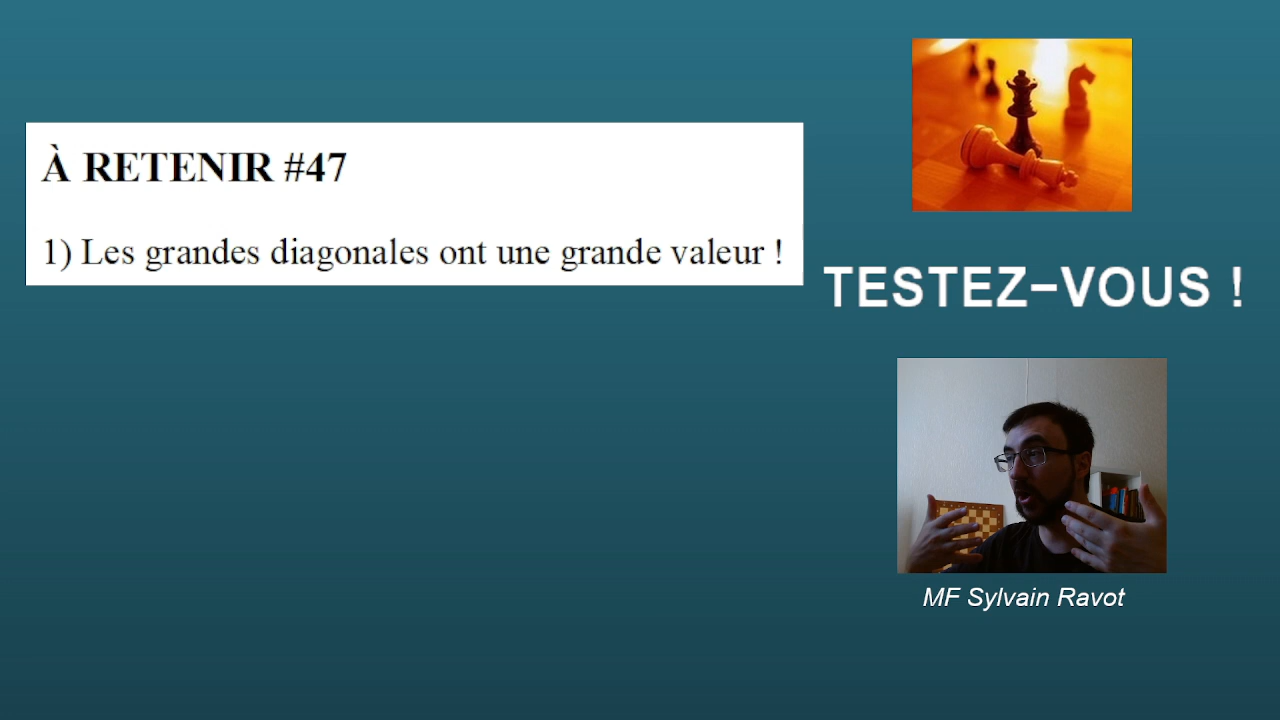 À RETENIR #47
1) Les grandes diagonales ont une grande valeur !
TESTEZ-VOUS !
MF Sylvain Ravot